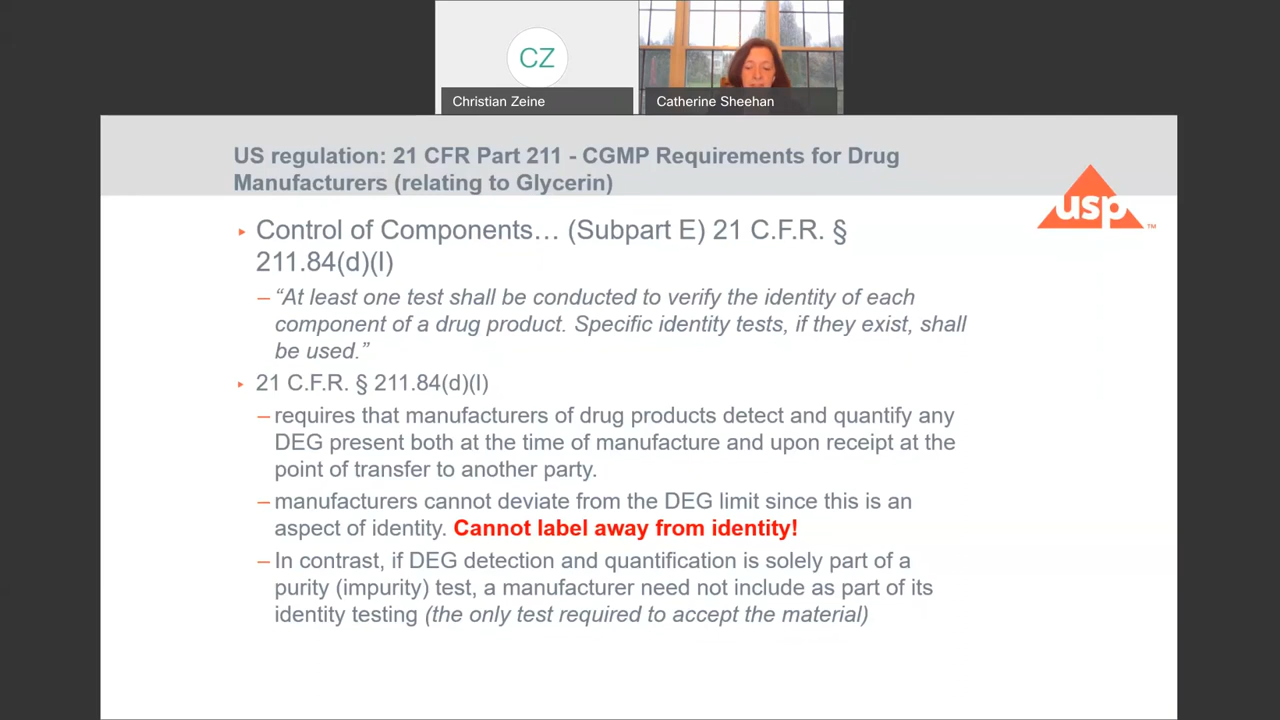 CZ
Christian Zeine
Catherine Sheehan
US regulation: 21 CFR Part 211 - CGMP Requirements for Drug
Manufacturers (relating to Glycerin)
usp™
Control of Components… (Subpart E) 21 C.F.R. §
211.84(d)(l)
– “At least one test shall be conducted to verify the identity of each
component of a drug product. Specific identity tests, if they exist, shall
be used.”
21 C.F.R. § 211.84(d)(l)
– requires that manufacturers of drug products detect and quantify any
DEG present both at the time of manufacture and upon receipt at the
point of transfer to another party.
– manufacturers cannot deviate from the DEG limit since this is an
aspect of identity. Cannot label away from identity!
– In contrast, if DEG detection and quantification is solely part of a
purity (impurity) test, a manufacturer need not include as part of its
identity testing (the only test required to accept the material)